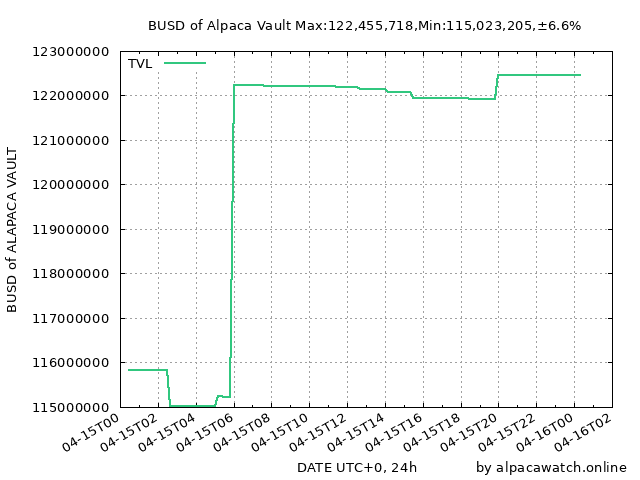 BUSD of Alpaca Vault Max:122,455,718,Min:115,023,205,±6.6%
TVL
123000000
122000000
121000000
120000000
119000000
118000000
117000000
116000000
115000000
BUSD of ALAPACA VAULT
04-15T00
04-15T02
04-15T04
04-15T06
04-15T08
04-15T10
04-15T12
04-15T14
04-15T16
04-15T18
04-15T20
04-15T22
04-16T00
04-16T02
DATE UTC+0, 24h
by alpacawatch.online